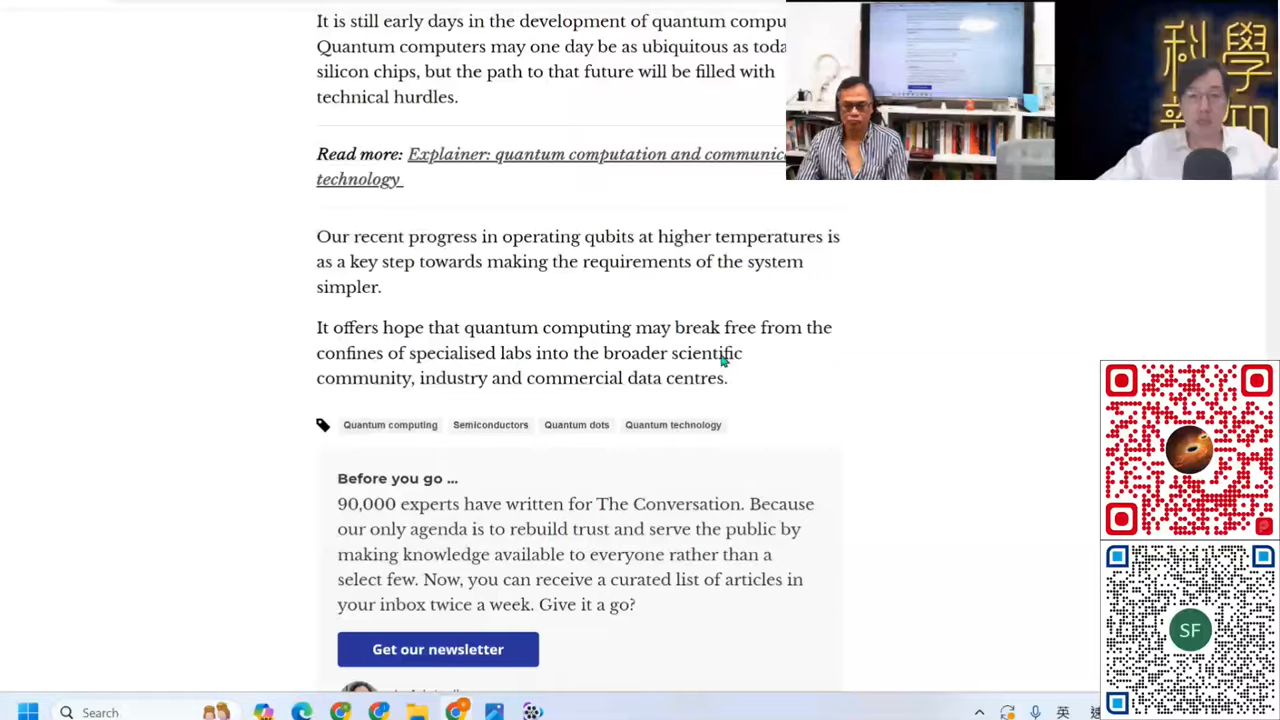 It is still early days in the development of quantum compu
Quantum computers may one day be as ubiquitous as toda
silicon chips, but the path to that future will be filled with
technical hurdles.
Read more: Explainer: quantum computation and communic
technology
Our recent progress in operating qubits at higher temperatures is
as a key step towards making the requirements of the system
simpler.
It offers hope that quantum computing may break free from the
confines of specialised labs into the broader scientific
community, industry and commercial data centres.
Quantum computing Semiconductors Quantum dots Quantum technology
Before you go ...
90,000 experts have written for The Conversation. Because
our only agenda is to rebuild trust and serve the public by
making knowledge available to everyone rather than a
select few. Now, you can receive a curated list of articles in
your inbox twice a week. Give it a go?
Get our newsletter
科學
知
SF
Search
英